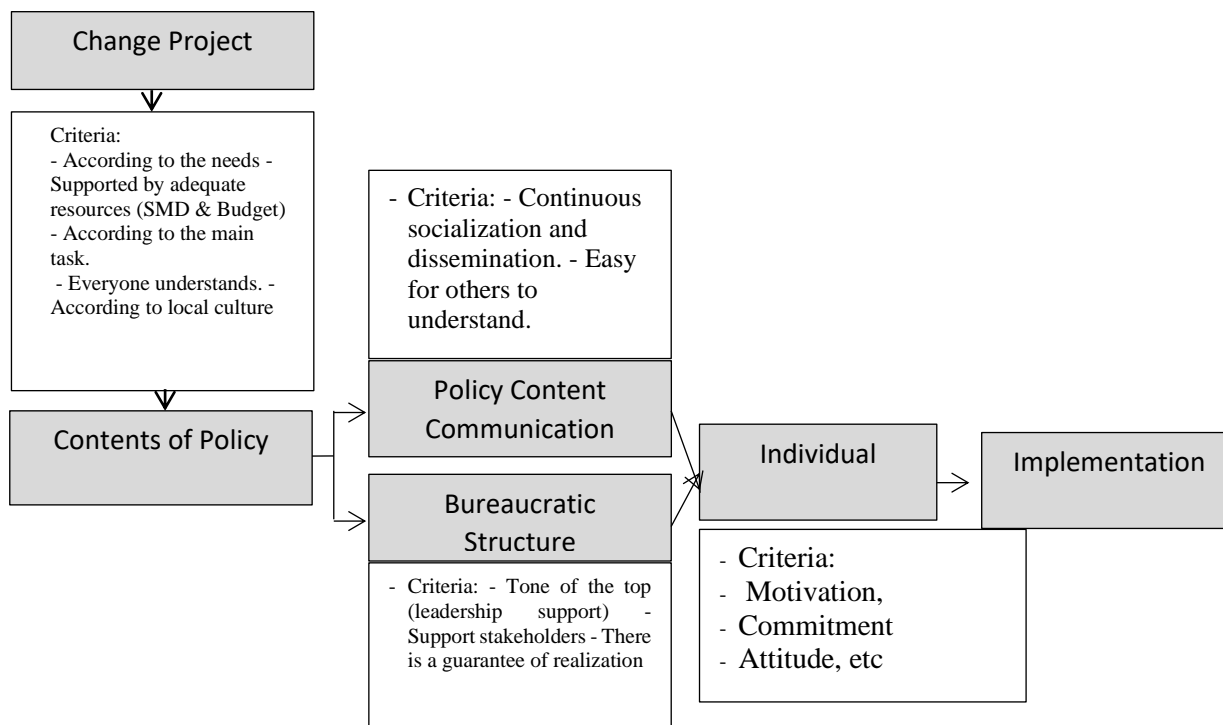 Change Project
Criteria:
- According to the needs -
Supported by adequate
resources (SMD & Budget)
- According to the main
task.
- Everyone understands. -
According to local culture
Contents of Policy
- Criteria: - Continuous
socialization and
dissemination. - Easy
for others to
understand.
Policy Content
Communication
Bureaucratic
Structure
- Criteria: - Tone of the top
(leadership support) -
Support stakeholders - There
is a guarantee of realization
Individual
- Criteria:
- Motivation,
- Commitment
- Attitude, etc
Implementation